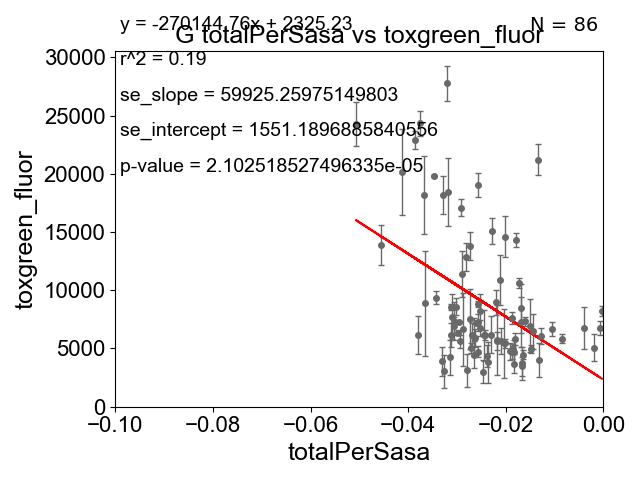 y = -270144.76x + 2325.23
N = 86
G totalPerSasa vs toxgreen_fluor
r^2 = 0.19
se_slope = 59925.25975149803
se_intercept = 1551.1896885840556
p-value = 2.102518527496335e-05
30000
25000
20000
15000
10000
5000
0
toxgreen_fluor
−0.10 −0.08 −0.06 −0.04 −0.02 0.00
totalPerSasa